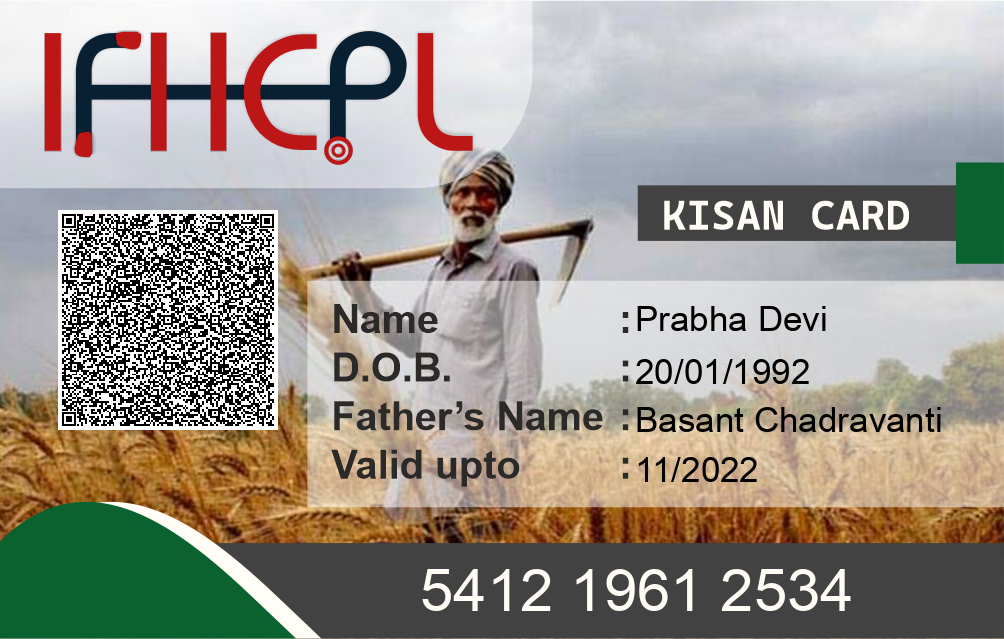 IFHEPL
KISAN CARD
Name : Prabha Devi
D.O.B. : 20/01/1992
Father’s Name : Basant Chadravanti
Valid upto : 11/2022
5412 1961 2534